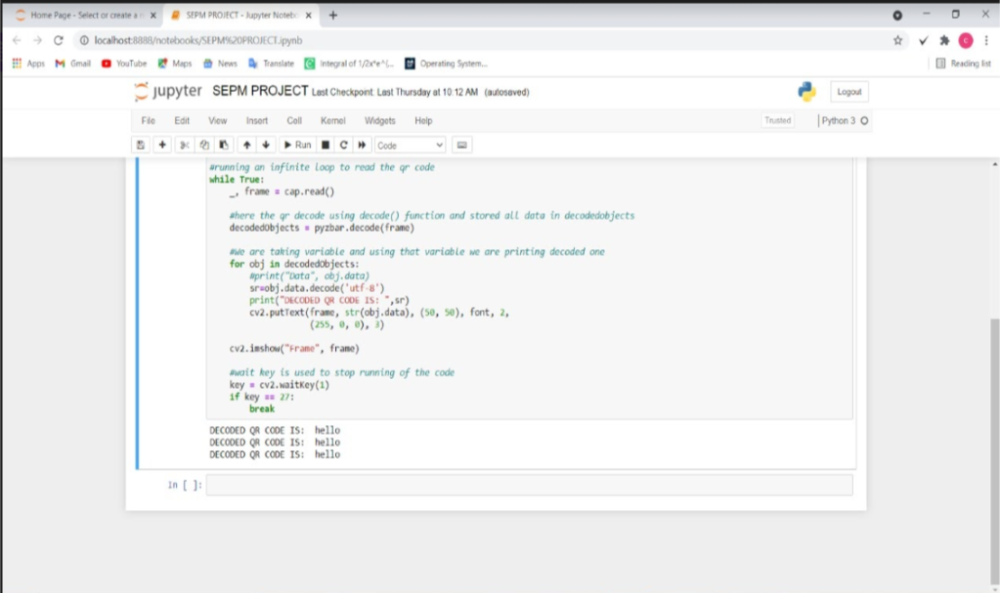 Home Page - Select or create a n
SEPM PROJECT - Jupyter Notebo
localhost:8888/notebooks/SEPM%20PROJECT.ipynb
Apps Gmail YouTube Maps News Translate Integral of 1/2x*e^(... Operating System... Reading list
jupyter SEPM PROJECT Last Checkpoint: Last Thursday at 10:12 AM (autosaved) Logout
File Edit View Insert Cell Kernel Widgets Help Trusted Python 3
Run Code
#running an infinite loop to read the qr code
while True:
_, frame = cap.read()
#here the qr decode using decode() function and stored all data in decodedobjects
decodedObjects = pyzbar.decode(frame)
#We are taking variable and using that variable we are printing decoded one
for obj in decodedObjects:
#print("Data", obj.data)
sr=obj.data.decode('utf-8')
print("DECODED QR CODE IS: ",sr)
cv2.putText(frame, str(obj.data), (50, 50), font, 2,
(255, 0, 0), 3)
cv2.imshow("Frame", frame)
#wait key is used to stop running of the code
key = cv2.waitKey(1)
if key == 27:
break
DECODED QR CODE IS:  hello
DECODED QR CODE IS:  hello
DECODED QR CODE IS:  hello
In [ ]: